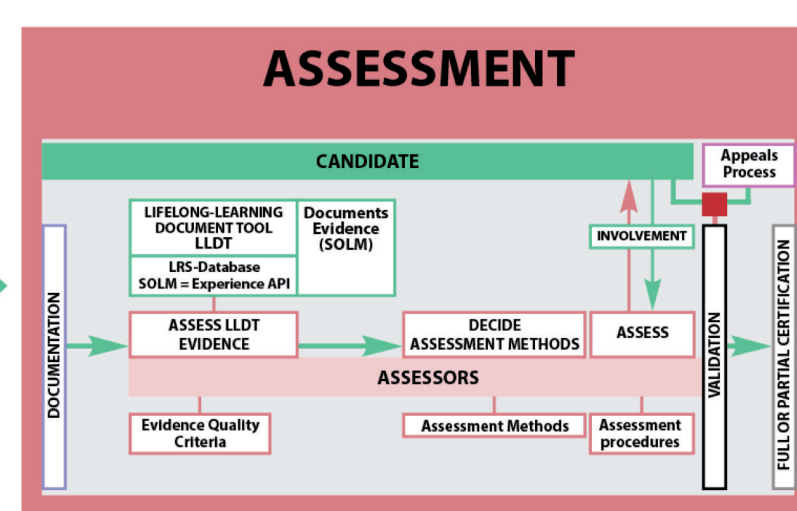 ASSESSMENT
CANDIDATE
Appeals
Process
LIFELONG-LEARNING
DOCUMENT TOOL
LLDT
Documents
Evidence
(SOLM)
LRS-Database
SOLM = Experience API
INVOLVEMENT
DOCUMENTATION
ASSESS LLDT
EVIDENCE
DECIDE
ASSESSMENT METHODS
ASSESS
VALIDATION
FULL OR PARTIAL CERTIFICATION
ASSESSORS
Evidence Quality
Criteria
Assessment Methods
Assessment
procedures